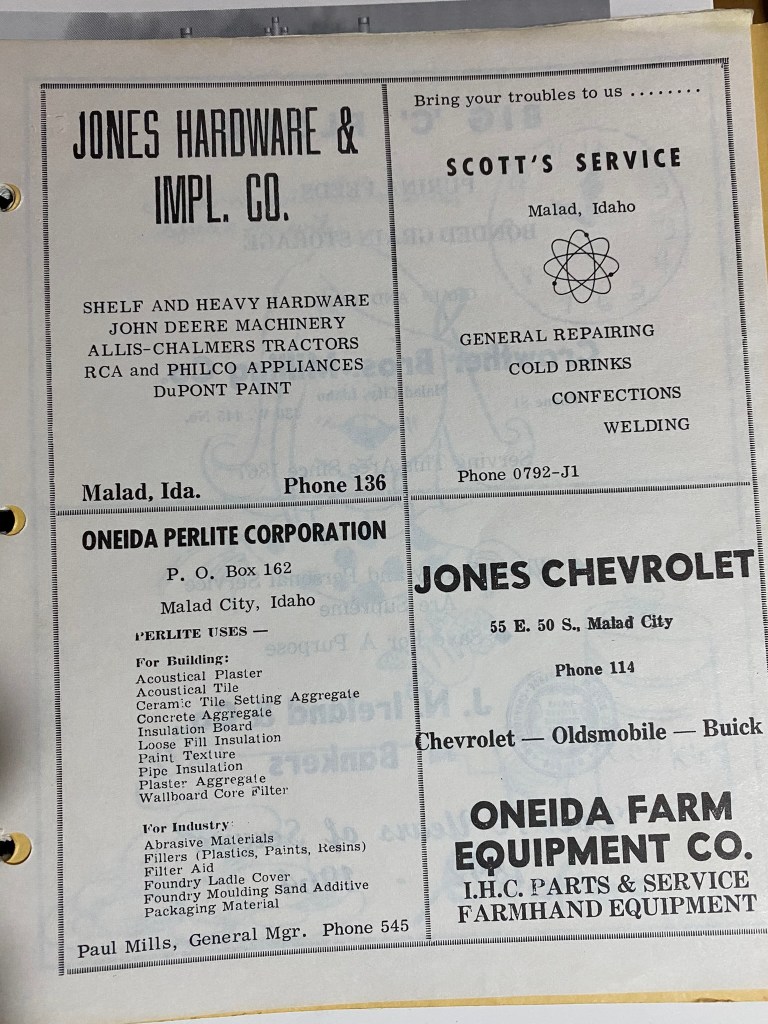 JONES HARDWARE &
IMPL. CO.
SHELF AND HEAVY HARDWARE
JOHN DEERE MACHINERY
ALLIS-CHALMERS TRACTORS
RCA and PHILCO APPLIANCES
DuPONT PAINT
Malad, Ida. Phone 136
Bring your troubles to us ........
SCOTT'S SERVICE
Malad, Idaho
GENERAL REPAIRING
COLD DRINKS
CONFECTIONS
WELDING
Phone 0792-J1
ONEIDA PERLITE CORPORATION
P. O. Box 162
Malad City, Idaho
PERLITE USES —
For Building:
Acoustical Plaster
Acoustical Tile
Ceramic Tile Setting Aggregate
Concrete Aggregate
Insulation Board
Loose Fill Insulation
Paint Texture
Pipe Insulation
Plaster Aggregate
Wallboard Core Filter
For Industry:
Abrasive Materials
Fillers (Plastics, Paints, Resins)
Filter Aid
Foundry Ladle Cover
Foundry Moulding Sand Additive
Packaging Material
Paul Mills, General Mgr. Phone 545
JONES CHEVROLET
55 E. 50 S., Malad City
Phone 114
Chevrolet — Oldsmobile — Buick
ONEIDA FARM
EQUIPMENT CO.
I.H.C. PARTS & SERVICE
FARMHAND EQUIPMENT